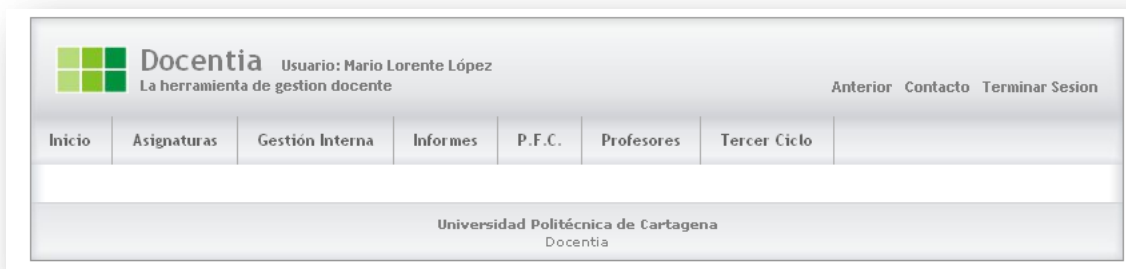 Docentia Usuario: Mario Lorente López
La herramienta de gestion docente
Anterior Contacto Terminar Sesion
Inicio Asignaturas Gestión Interna Informes P.F.C. Profesores Tercer Ciclo
Universidad Politécnica de Cartagena
Docentia